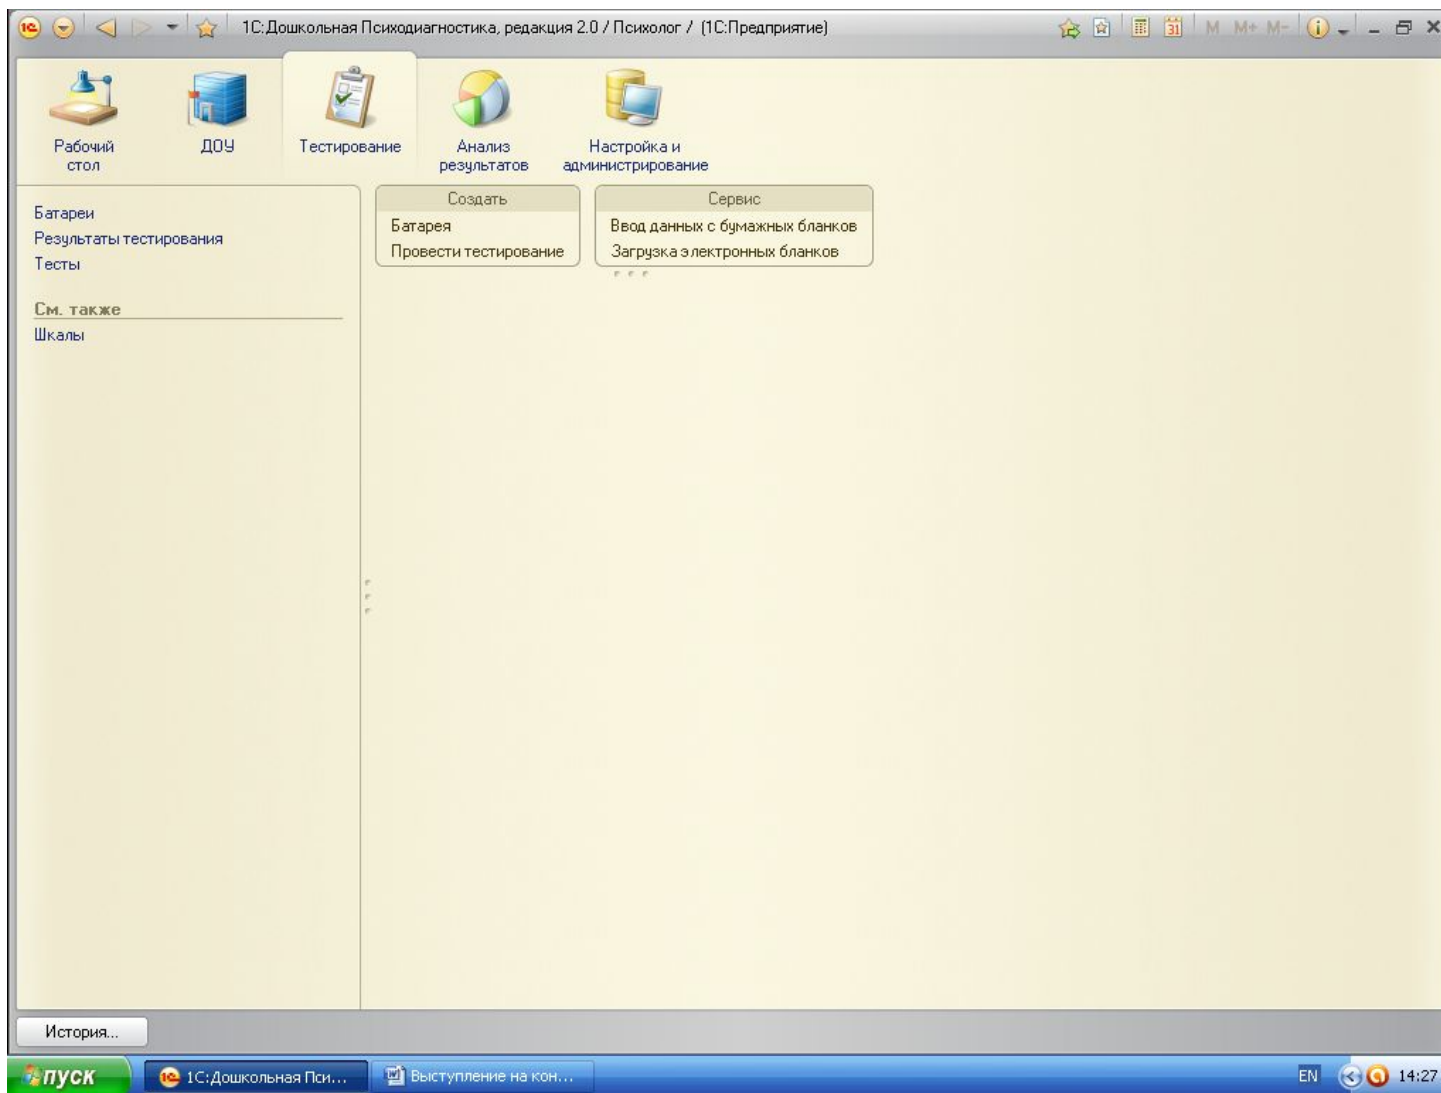 1С:Дошкольная Психодиагностика, редакция 2.0 / Психолог / (1С:Предприятие)
31 M M+ M-
Рабочий
стол
ДОУ
Тестирование
Анализ
результатов
Настройка и
администрирование
Батареи
Результаты тестирования
Тесты
См. также
Шкалы
Создать
Батарея
Провести тестирование
Сервис
Ввод данных с бумажных бланков
Загрузка электронных бланков
История...
пуск
1С:Дошкольная Пси...
Выступление на кон...
EN
14:27